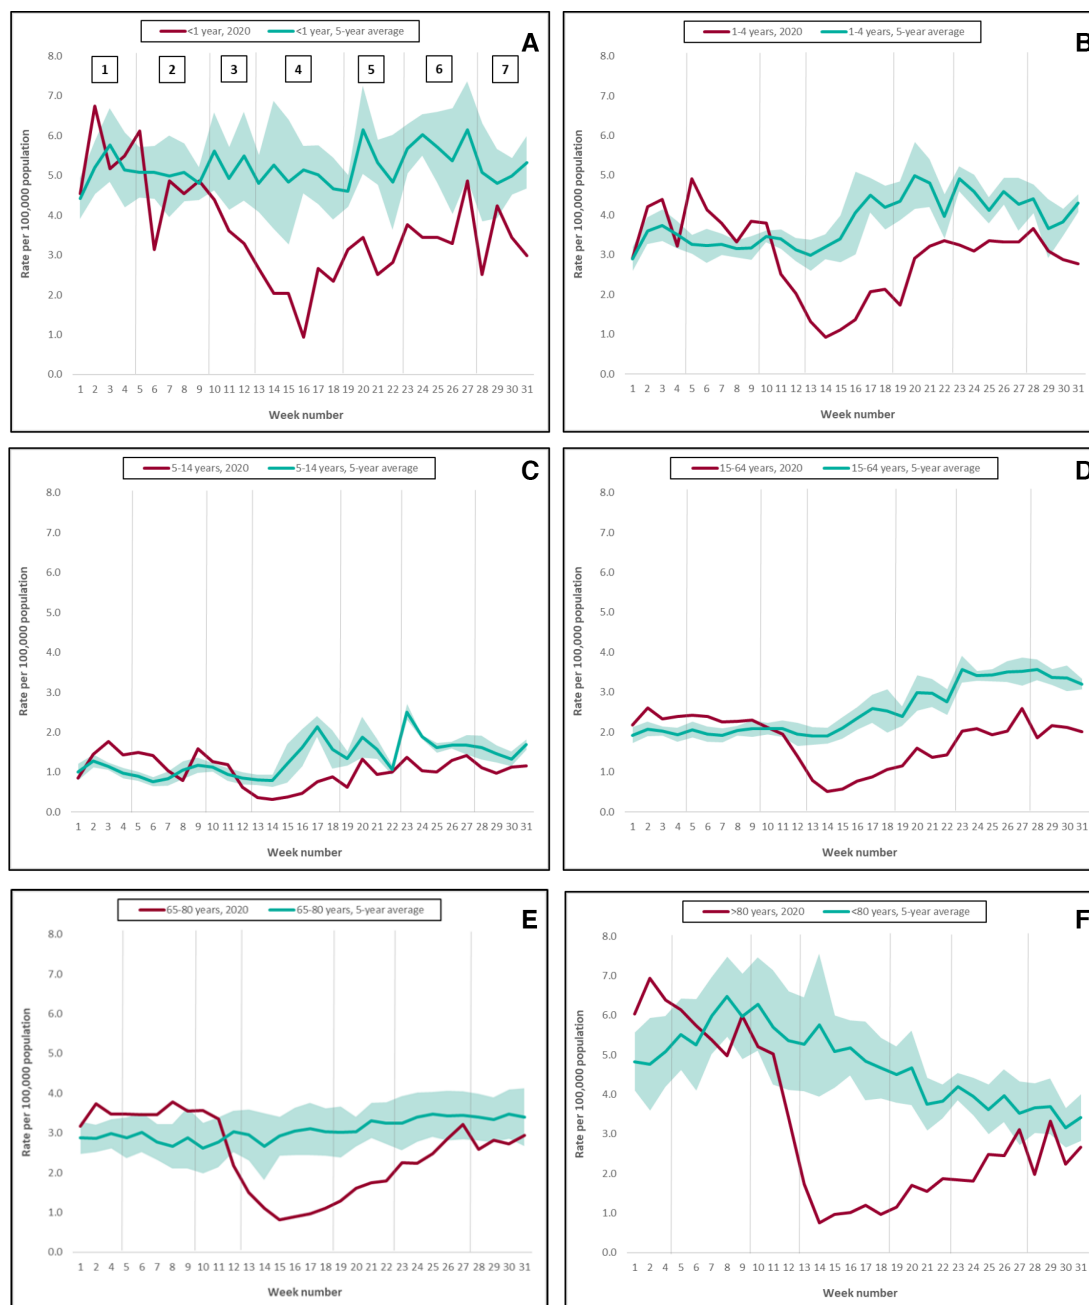 <1 year, 2020 <1 year, 5-year average
A
8.0
1 2 3 4 5 6 7
7.0
6.0
5.0
4.0
3.0
2.0
1.0
0.0
Rate per 100,000 population
1 2 3 4 5 6 7 8 9 10 11 12 13 14 15 16 17 18 19 20 21 22 23 24 25 26 27 28 29 30 31
Week number
1-4 years, 2020 1-4 years, 5-year average
B
8.0
7.0
6.0
5.0
4.0
3.0
2.0
1.0
0.0
Rate per 100,000 population
1 2 3 4 5 6 7 8 9 10 11 12 13 14 15 16 17 18 19 20 21 22 23 24 25 26 27 28 29 30 31
Week number
5-14 years, 2020 5-14 years, 5-year average
C
8.0
7.0
6.0
5.0
4.0
3.0
2.0
1.0
0.0
Rate per 100,000 population
1 2 3 4 5 6 7 8 9 10 11 12 13 14 15 16 17 18 19 20 21 22 23 24 25 26 27 28 29 30 31
Week number
15-64 years, 2020 15-64 years, 5-year average
D
8.0
7.0
6.0
5.0
4.0
3.0
2.0
1.0
0.0
Rate per 100,000 population
1 2 3 4 5 6 7 8 9 10 11 12 13 14 15 16 17 18 19 20 21 22 23 24 25 26 27 28 29 30 31
Week number
65-80 years, 2020 65-80 years, 5-year average
E
8.0
7.0
6.0
5.0
4.0
3.0
2.0
1.0
0.0
Rate per 100,000 population
1 2 3 4 5 6 7 8 9 10 11 12 13 14 15 16 17 18 19 20 21 22 23 24 25 26 27 28 29 30 31
Week number
>80 years, 2020 <80 years, 5-year average
F
8.0
7.0
6.0
5.0
4.0
3.0
2.0
1.0
0.0
Rate per 100,000 population
1 2 3 4 5 6 7 8 9 10 11 12 13 14 15 16 17 18 19 20 21 22 23 24 25 26 27 28 29 30 31
Week number